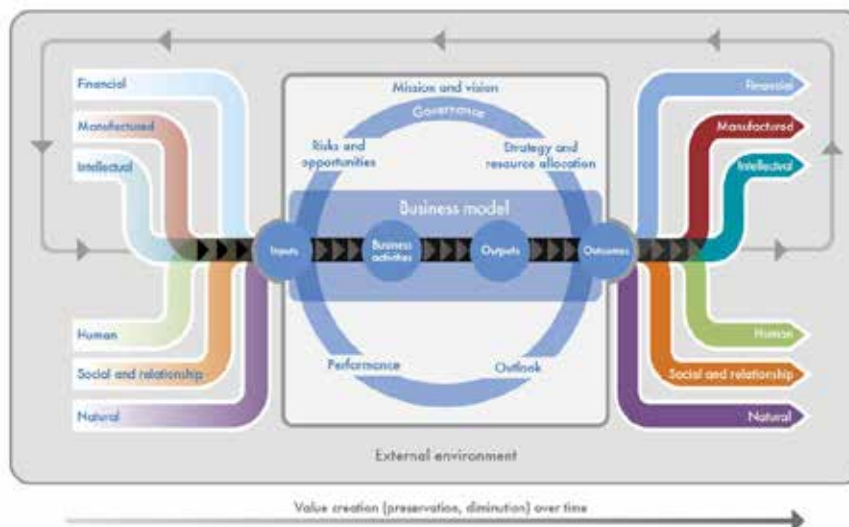 Financial
Manufactured
Intellectual
Human
Social and relationship
Natural
Mission and vision
Governance
Risks and
opportunities
Strategy and
resource allocation
Business model
Inputs
Business
activities
Outputs
Outcomes
Performance
Outlook
Financial
Manufactured
Intellectual
Human
Social and relationship
Natural
External environment
Value creation (preservation, diminution) over time